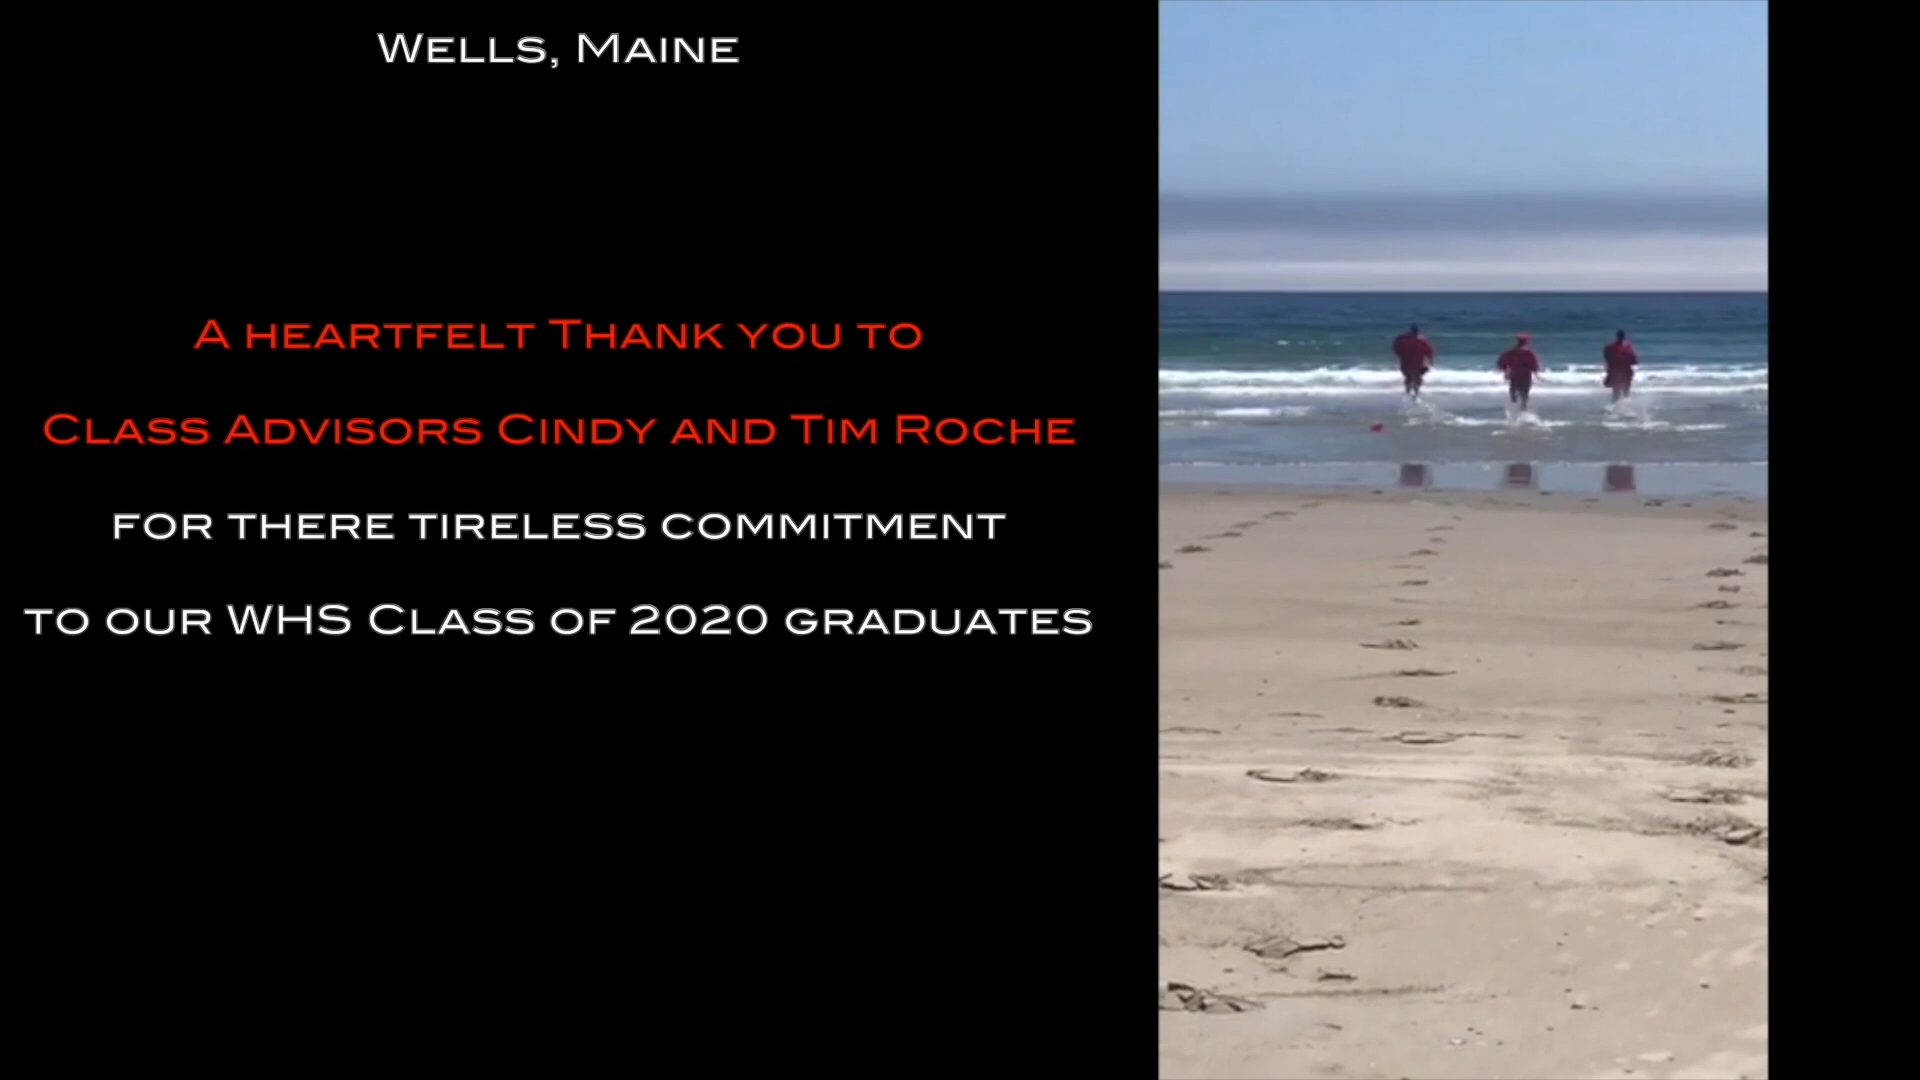 Wells, Maine
A heartfelt Thank you to
Class Advisors Cindy and Tim Roche
for there tireless commitment
to our WHS Class of 2020 graduates